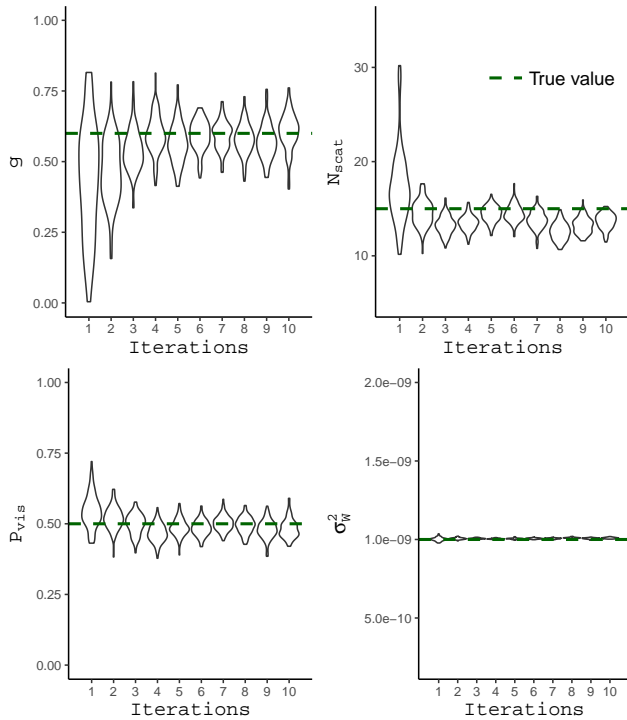 1.00
0.75
0.50
0.25
0.00
g
1 2 3 4 5 6 7 8 9 10
Iterations
30
20
10
N_scat
True value
1 2 3 4 5 6 7 8 9 10
Iterations
1.00
0.75
0.50
0.25
0.00
P_vis
1 2 3 4 5 6 7 8 9 10
Iterations
2.0e−09
1.5e−09
1.0e−09
5.0e−10
σ²_W
1 2 3 4 5 6 7 8 9 10
Iterations